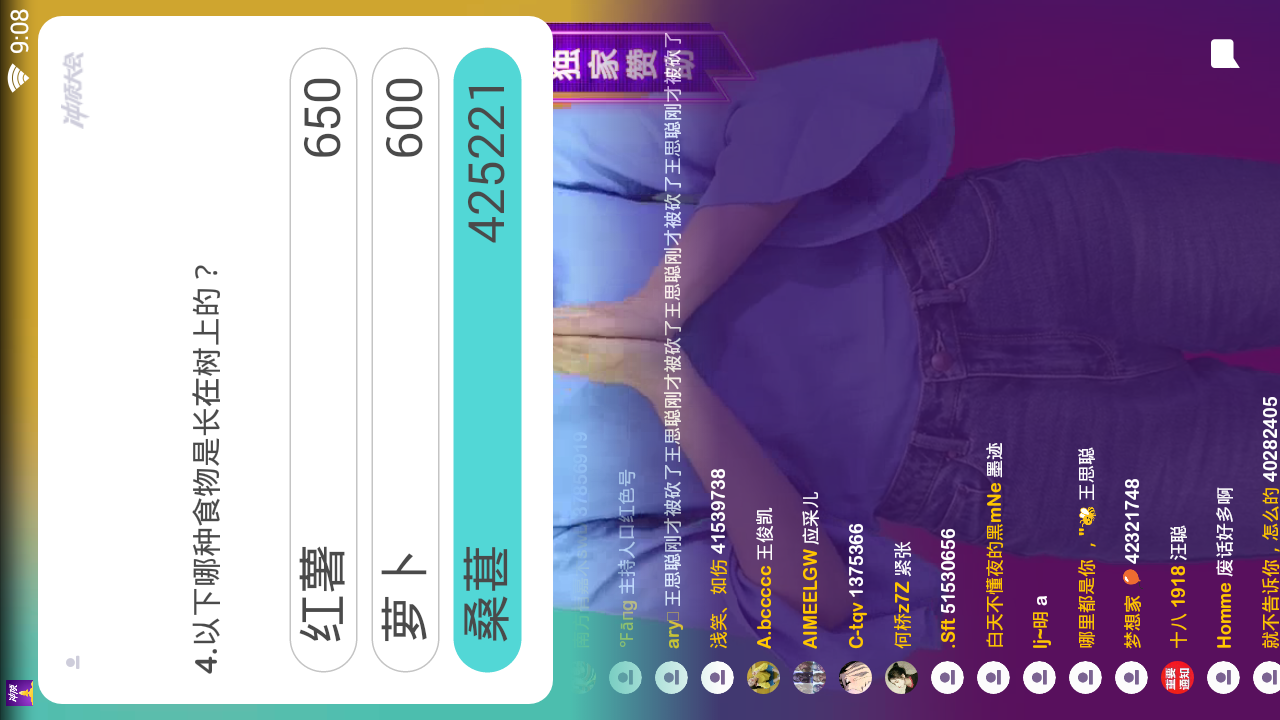 9:08
冲顶大会
4.以下哪种食物是长在树上的？
红薯 650
萝卜 600
桑葚 425221
独家赞助
℉āng 主持人口红色号
ary 王思聪刚才被砍了王思聪刚才被砍了王思聪刚才被砍了王思聪刚才被砍了王思聪刚才被砍了
浅笑、如伤 41539738
A.bccccc 王俊凯
AIMEELGW 应采儿
C-tqv 1375366
何桥z7Z 紧张
.Sft 51530656
白天不懂夜的黑mNe 墨迹
lj~明 a
哪里都是你，" 王思聪
梦想家 42321748
十八 1918 汪聪
重要通知
Homme 废话好多啊
就不告诉你，怎么的 40282405